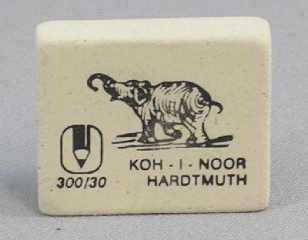 KOH - I - NOOR
300/30 HARDTMUTH